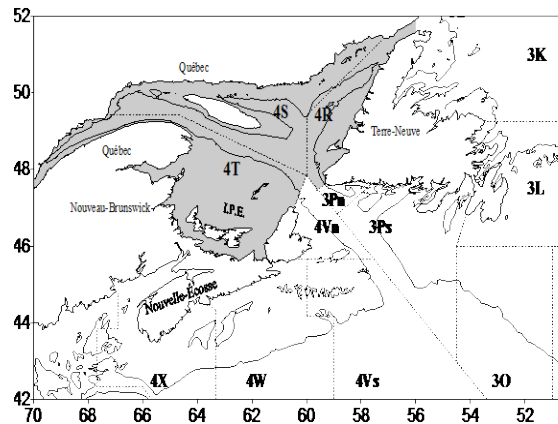 52
Québec
3K
50
4S
4R
Terre-Neuve
Québec
48
4T
3L
Nouveau-Brunswick
I.P.E.
3Pn
4Vn
3Ps
46
Nouvelle-Écosse
44
4X
4W
4Vs
3O
42
70 68 66 64 62 60 58 56 54 52